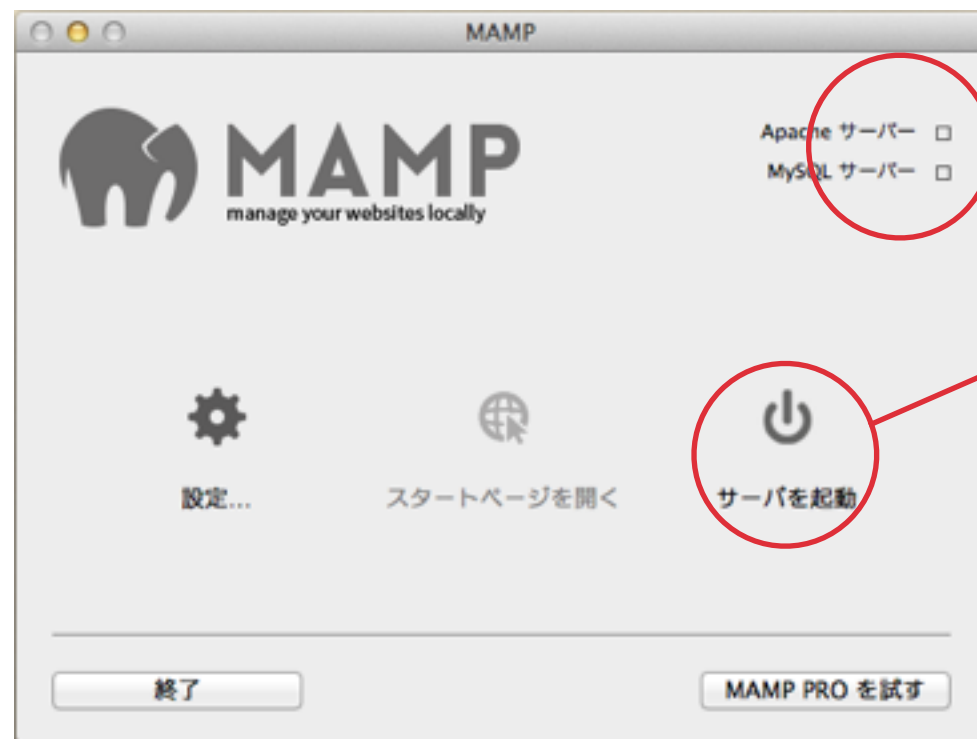 MAMP
MAMP
manage your websites locally
Apache サーバー
MySQL サーバー
設定...
スタートページを開く
サーバを起動
終了
MAMP PRO を試す